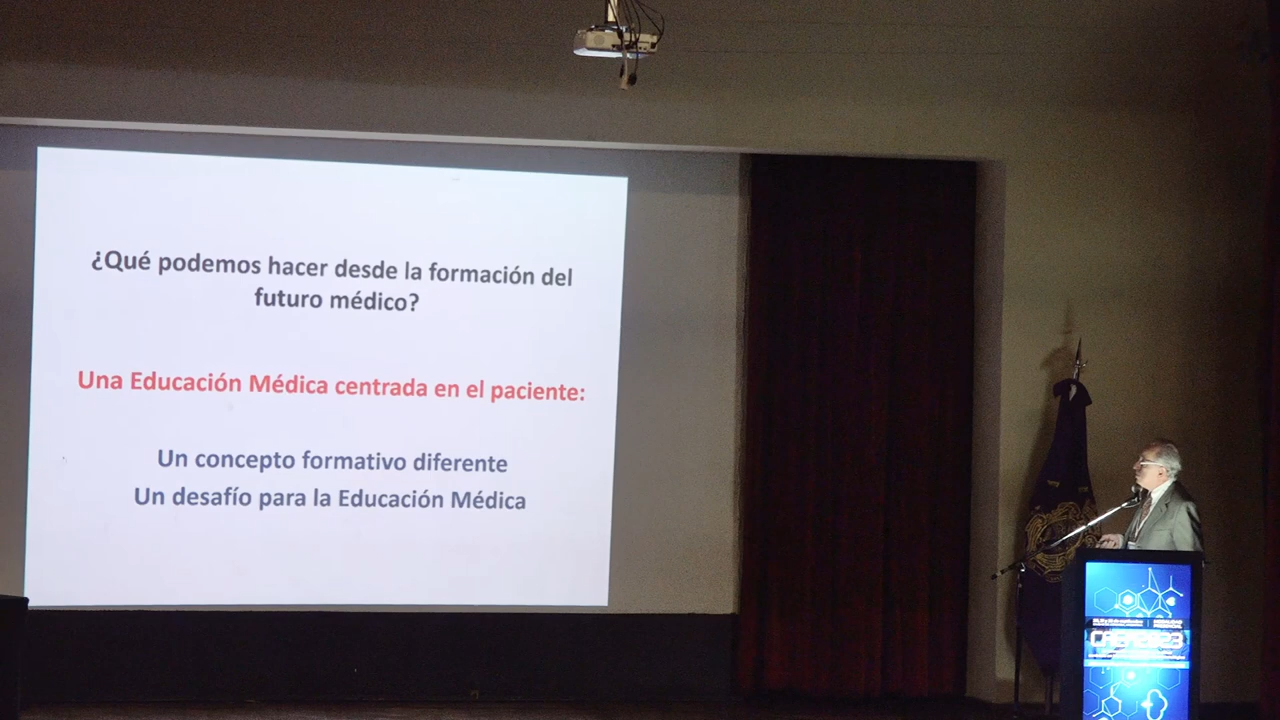 ¿Qué podemos hacer desde la formación del
futuro médico?
Una Educación Médica centrada en el paciente:
Un concepto formativo diferente
Un desafío para la Educación Médica